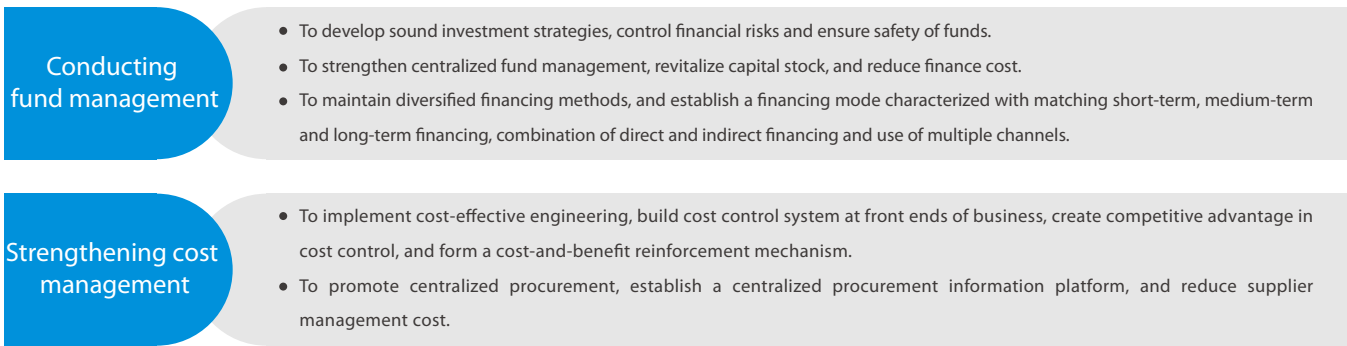 Conducting
fund management
• To develop sound investment strategies, control financial risks and ensure safety of funds.
• To strengthen centralized fund management, revitalize capital stock, and reduce finance cost.
• To maintain diversified financing methods, and establish a financing mode characterized with matching short-term, medium-term
and long-term financing, combination of direct and indirect financing and use of multiple channels.
Strengthening cost
management
• To implement cost-effective engineering, build cost control system at front ends of business, create competitive advantage in
cost control, and form a cost-and-benefit reinforcement mechanism.
• To promote centralized procurement, establish a centralized procurement information platform, and reduce supplier
management cost.